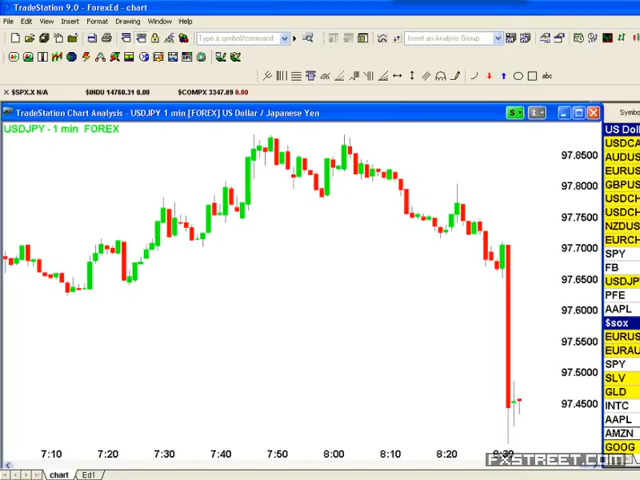 TradeStation 9.0 - ForexEd - chart
File Edit View Insert Format Drawing Window Help
Type a symbol/command
Insert an Analysis Group
abc
$SPX.X N/A $INDU 14760.31 0.00 $COMPX 3347.89 0.00
TradeStation Chart Analysis - USDJPY 1 min [FOREX] US Dollar / Japanese Yen
S
I
USDJPY - 1 min FOREX
97.8500
97.8000
97.7500
97.7000
97.6500
97.6000
97.5500
97.5000
97.4500
7:10 7:20 7:30 7:40 7:50 8:00 8:10 8:20 8:30
Symbo
US Dol
USDCA
AUDUS
EURUS
GBPUS
USDCH
NZDUS
EURCH
SPY
FB
USDJP
PFE
AAPL
$sox
EURUS
EURAU
SPY
SLV
GLD
INTC
AAPL
AMZN
GOOG
FXSTREET.COM
chart Ed1